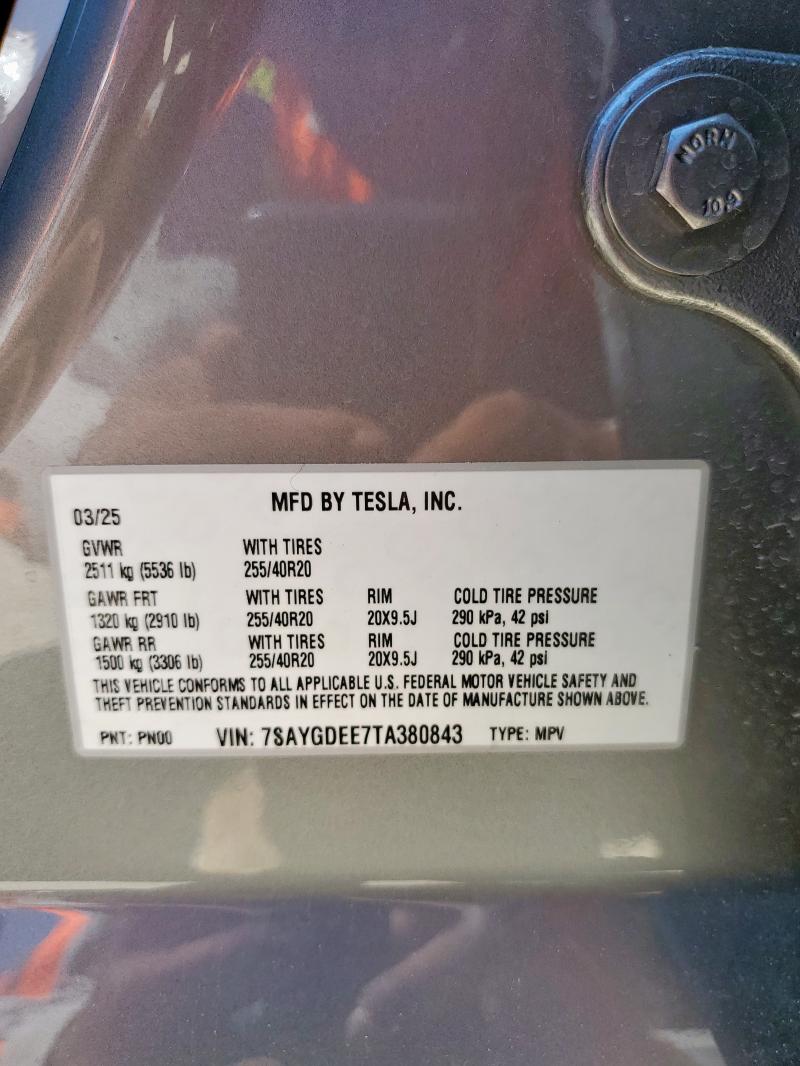 NORM
10.9
MFD BY TESLA, INC.
03/25
GVWR WITH TIRES
2511 kg (5536 lb) 255/40R20
GAWR FRT WITH TIRES RIM COLD TIRE PRESSURE
1320 kg (2910 lb) 255/40R20 20X9.5J 290 kPa, 42 psi
GAWR RR WITH TIRES RIM COLD TIRE PRESSURE
1500 kg (3306 lb) 255/40R20 20X9.5J 290 kPa, 42 psi
THIS VEHICLE CONFORMS TO ALL APPLICABLE U.S. FEDERAL MOTOR VEHICLE SAFETY AND
THEFT PREVENTION STANDARDS IN EFFECT ON THE DATE OF MANUFACTURE SHOWN ABOVE.
PNT: PN00 VIN: 7SAYGDEE7TA380843 TYPE: MPV